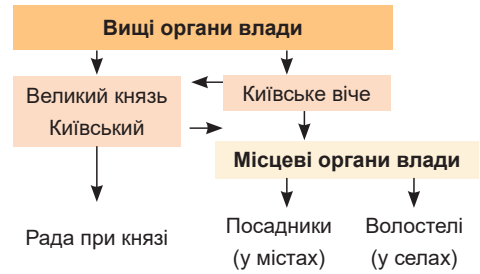 Вищі органи влади
Великий князь
Київський
Київське віче
Місцеві органи влади
Рада при князі
Посадники
(у містах)
Волостелі
(у селах)